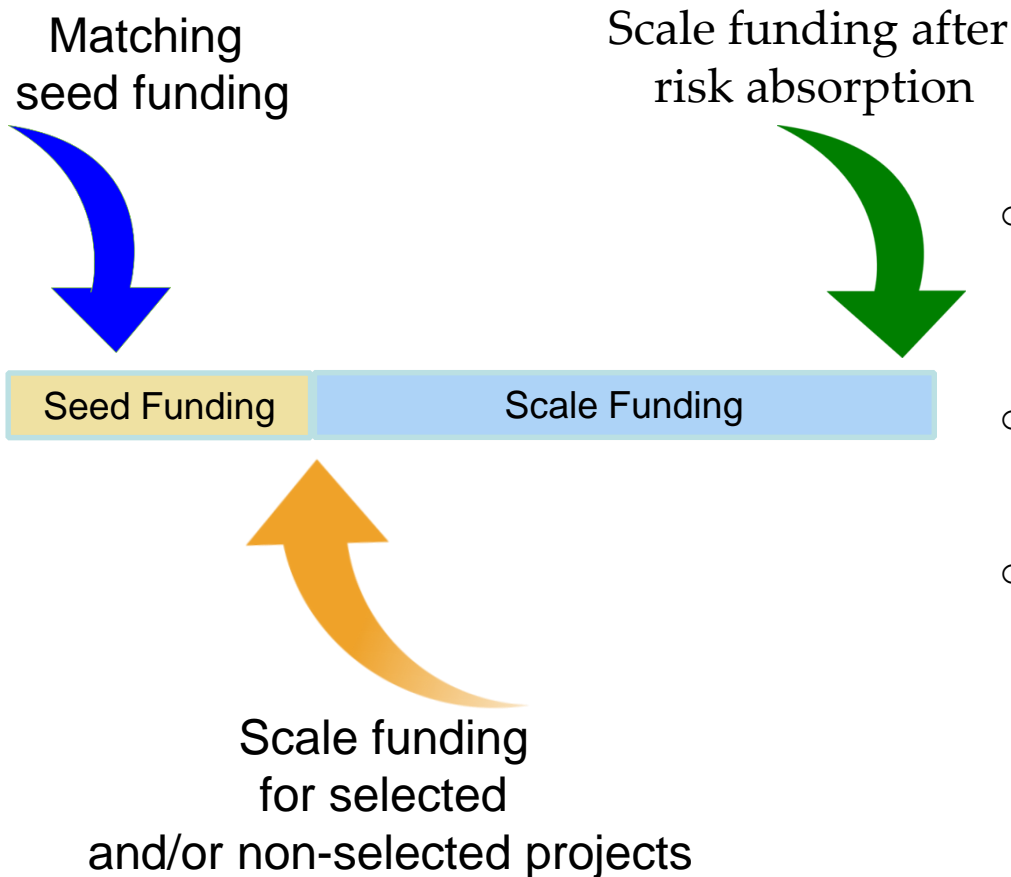 Matching
seed funding
Scale funding after
risk absorption
Seed Funding
Scale Funding
Scale funding
for selected
and/or non-selected projects